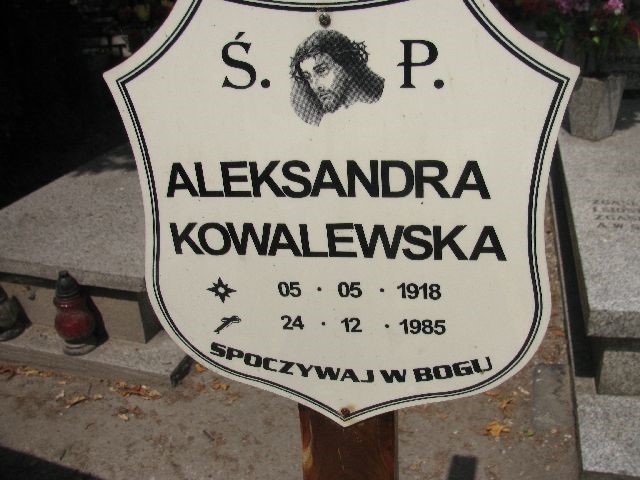 Ś. P.
ALEKSANDRA
KOWALEWSKA
05 · 05 · 1918
24 · 12 · 1985
SPOCZYWAJ W BOGU